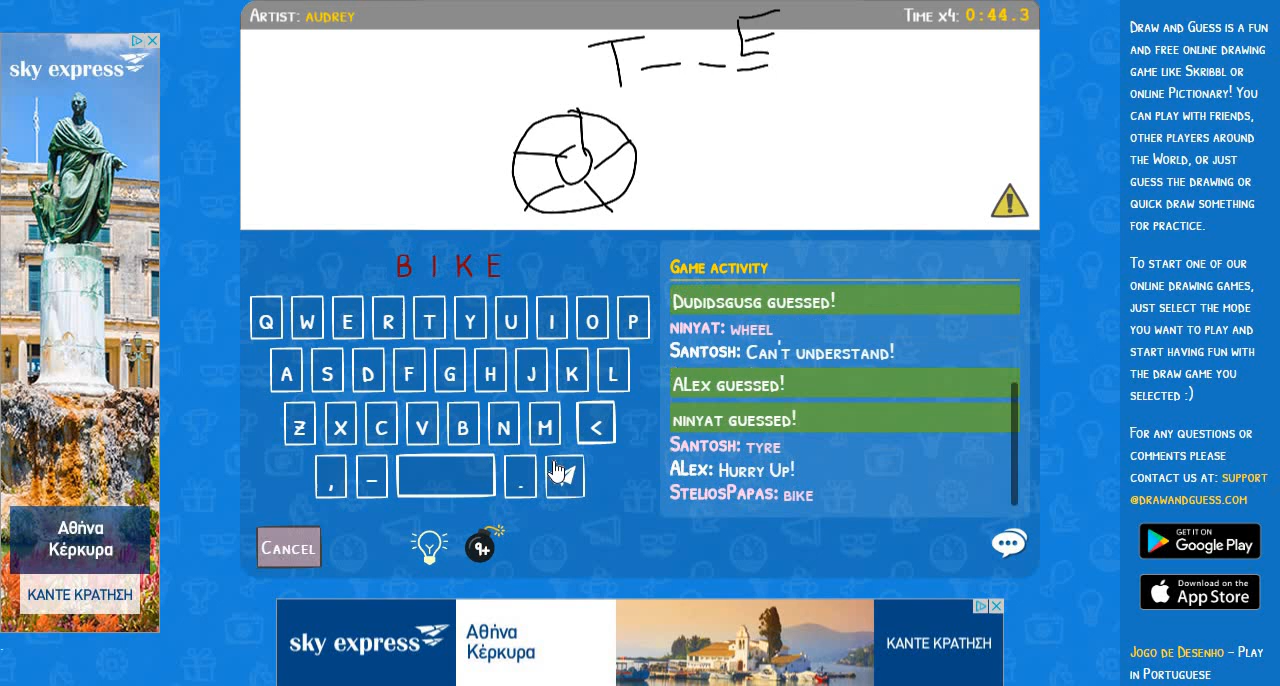 ARTIST: AUDREY
TIME X4: 0:44.3
T _ _ E
BIKE
Q W E R T Y U I O P
A S D F G H J K L
Z X C V B N M <
, - .
CANCEL
9+
GAME ACTIVITY
DUDIDSGUSG GUESSED!
NINYAT: WHEEL
SANTOSH: CAN'T UNDERSTAND!
ALEX GUESSED!
NINYAT GUESSED!
SANTOSH: TYRE
ALEX: HURRY UP!
STELIOSPAPAS: BIKE
sky express
Αθήνα
Κέρκυρα
ΚΑΝΤΕ ΚΡΑΤΗΣΗ
sky express
Αθήνα
Κέρκυρα
ΚΑΝΤΕ ΚΡΑΤΗΣΗ
DRAW AND GUESS IS A FUN
AND FREE ONLINE DRAWING
GAME LIKE SKRIBBL OR
ONLINE PICTIONARY! YOU
CAN PLAY WITH FRIENDS,
OTHER PLAYERS AROUND
THE WORLD, OR JUST
GUESS THE DRAWING OR
QUICK DRAW SOMETHING
FOR PRACTICE.
TO START ONE OF OUR
ONLINE DRAWING GAMES,
JUST SELECT THE MODE
YOU WANT TO PLAY AND
START HAVING FUN WITH
THE DRAW GAME YOU
SELECTED :)
FOR ANY QUESTIONS OR
COMMENTS PLEASE
CONTACT US AT: SUPPORT
@DRAWANDGUESS.COM
GET IT ON
Google Play
Download on the
App Store
JOGO DE DESENHO – PLAY
IN PORTUGUESE